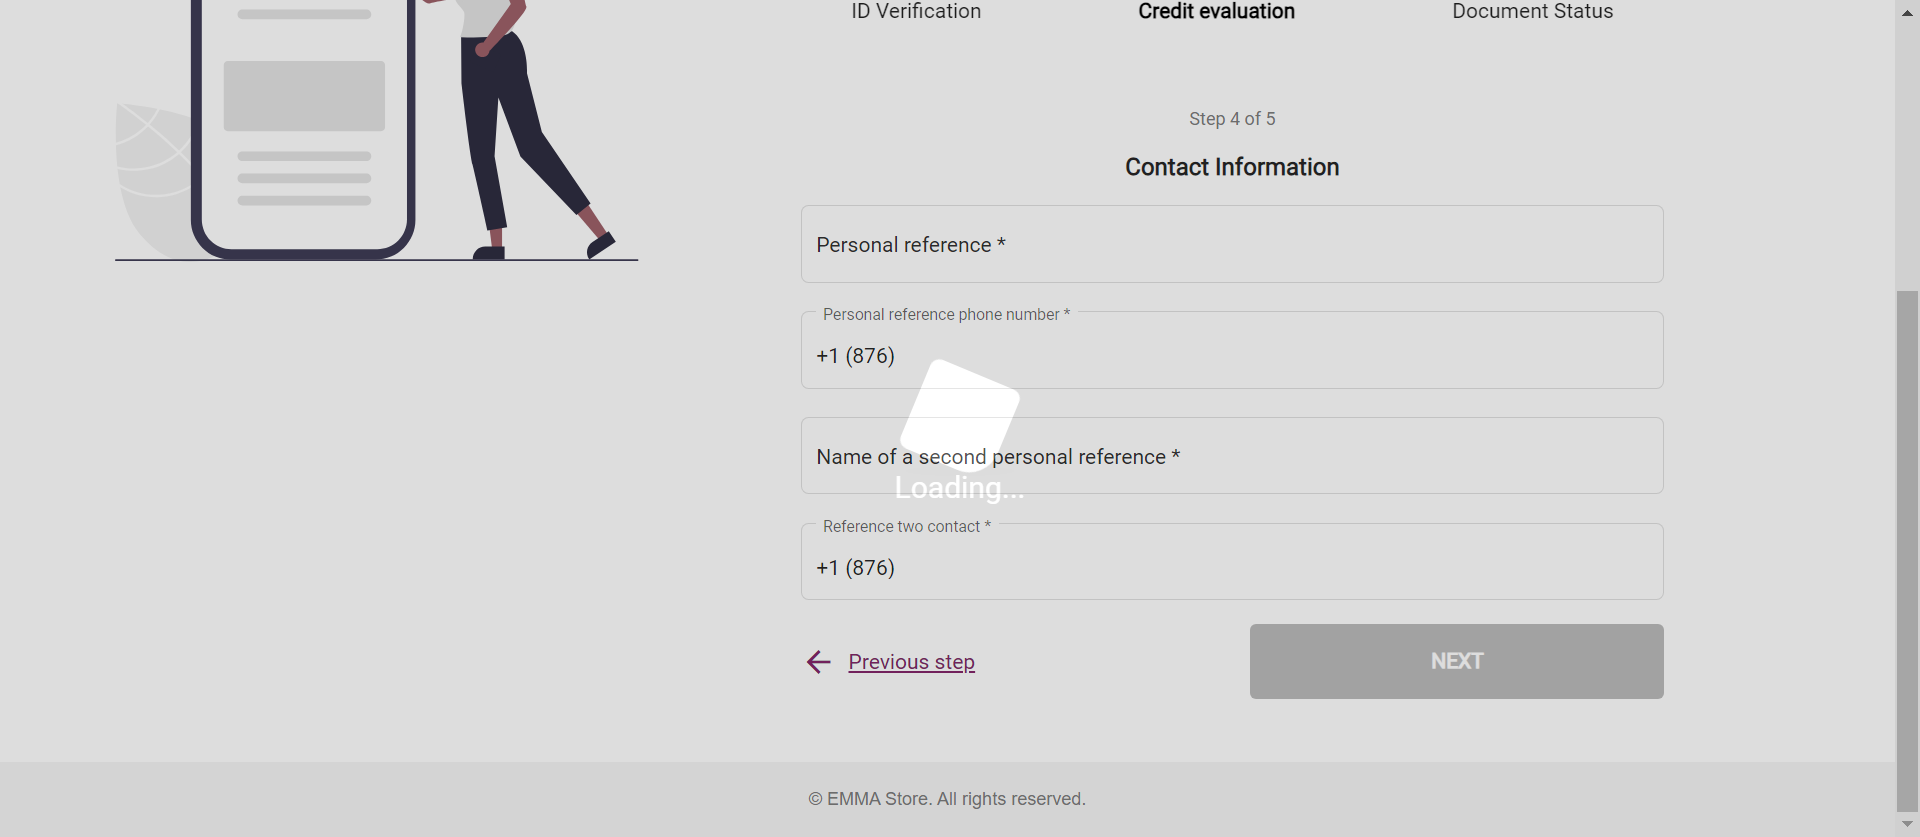 ID Verification
Credit evaluation
Document Status
Step 4 of 5
Contact Information
Personal reference *
Personal reference phone number *
+1 (876)
Name of a second personal reference *
Loading...
Reference two contact *
+1 (876)
Previous step
NEXT
© EMMA Store. All rights reserved.